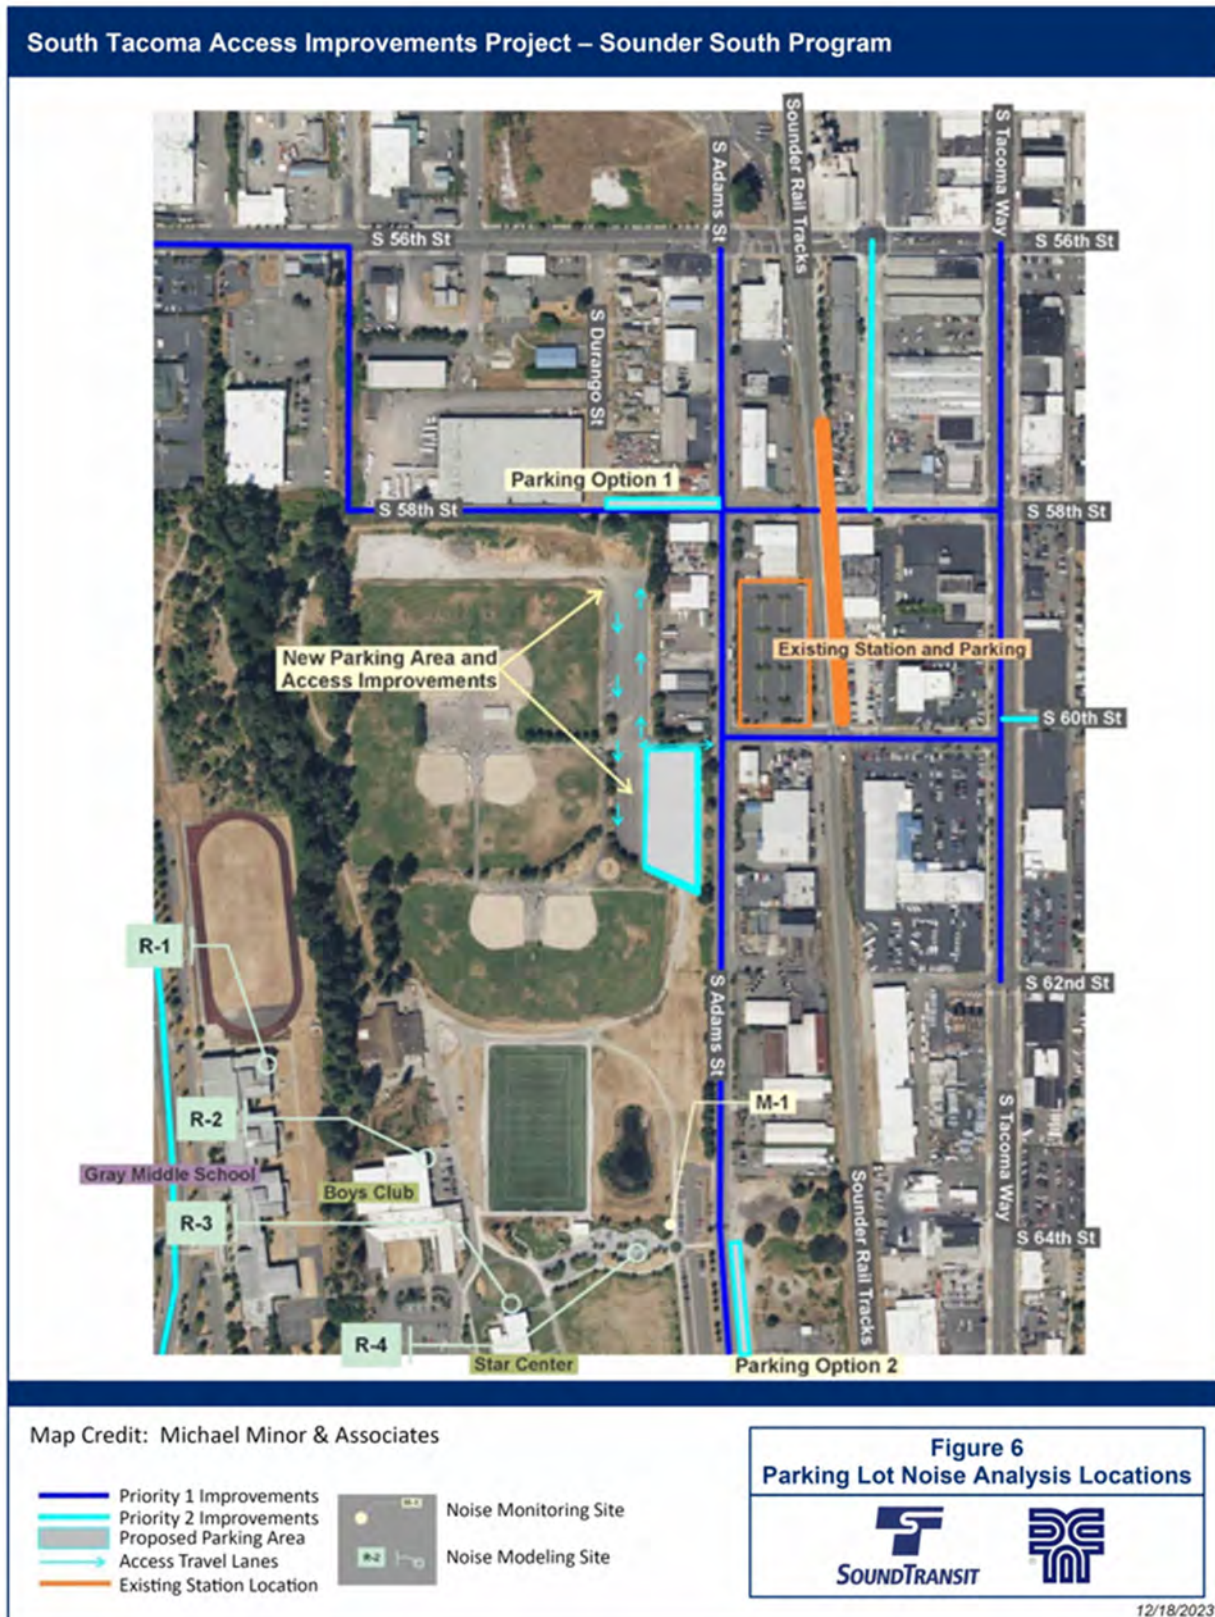 South Tacoma Access Improvements Project – Sounder South Program
S Adams St
Sounder Rail Tracks
S Tacoma Way
S 56th St
S 56th St
S Durango St
Parking Option 1
S 58th St
S 58th St
New Parking Area and
Access Improvements
Existing Station and Parking
S 60th St
R-1
S Adams St
S 62nd St
R-2
M-1
S Tacoma Way
Gray Middle School
Boys Club
Sounder Rail Tracks
R-3
S 64th St
R-4
Star Center
Parking Option 2
Map Credit: Michael Minor & Associates
Priority 1 Improvements
Priority 2 Improvements
Proposed Parking Area
Access Travel Lanes
Existing Station Location
Noise Monitoring Site
R-2
Noise Modeling Site
Figure 6
Parking Lot Noise Analysis Locations
SOUNDTRANSIT
12/18/2023